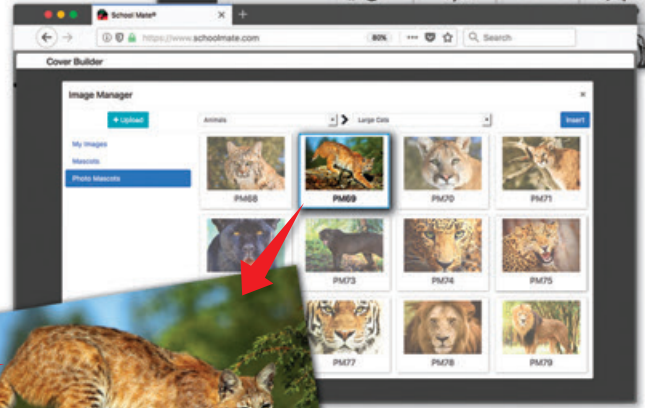 School Mate®
https://www.schoolmate.com
80%
Search
Cover Builder
Image Manager
+ Upload
Animals
Large Cats
Insert
My Images
Mascots
Photo Mascots
PM68
PM69
PM70
PM71
PM73
PM74
PM75
PM77
PM78
PM79